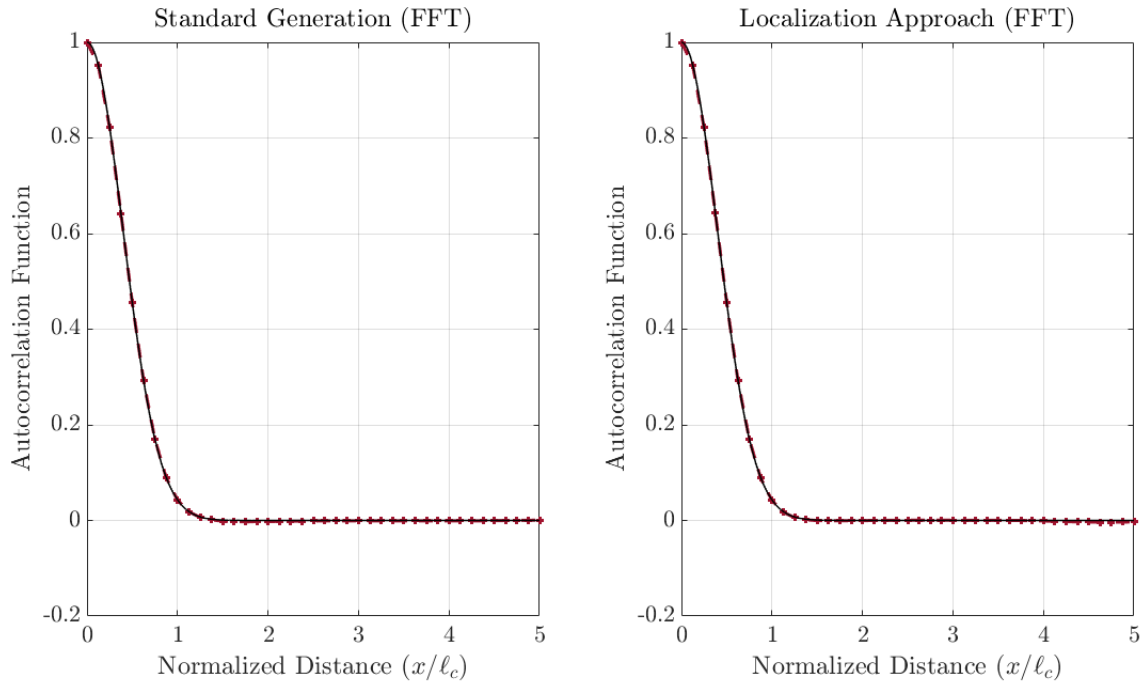 Standard Generation (FFT)
Autocorrelation Function
1
0.8
0.6
0.4
0.2
0
-0.2
0 1 2 3 4 5
Normalized Distance (x/ℓc)
Localization Approach (FFT)
Autocorrelation Function
1
0.8
0.6
0.4
0.2
0
-0.2
0 1 2 3 4 5
Normalized Distance (x/ℓc)